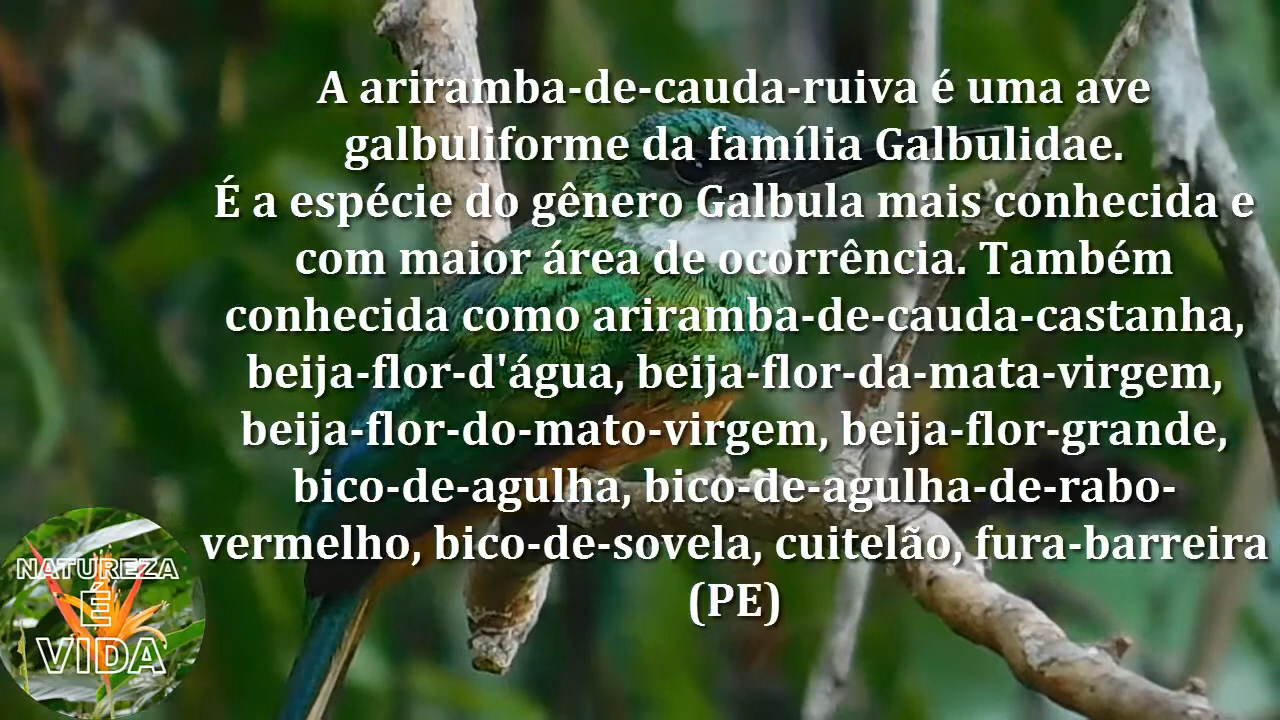 A ariramba-de-cauda-ruiva é uma ave
galbuliforme da família Galbulidae.
É a espécie do gênero Galbula mais conhecida e
com maior área de ocorrência. Também
conhecida como ariramba-de-cauda-castanha,
beija-flor-d'água, beija-flor-da-mata-virgem,
beija-flor-do-mato-virgem, beija-flor-grande,
bico-de-agulha, bico-de-agulha-de-rabo-
vermelho, bico-de-sovela, cuitelão, fura-barreira
(PE)
NATUREZA
É
VIDA